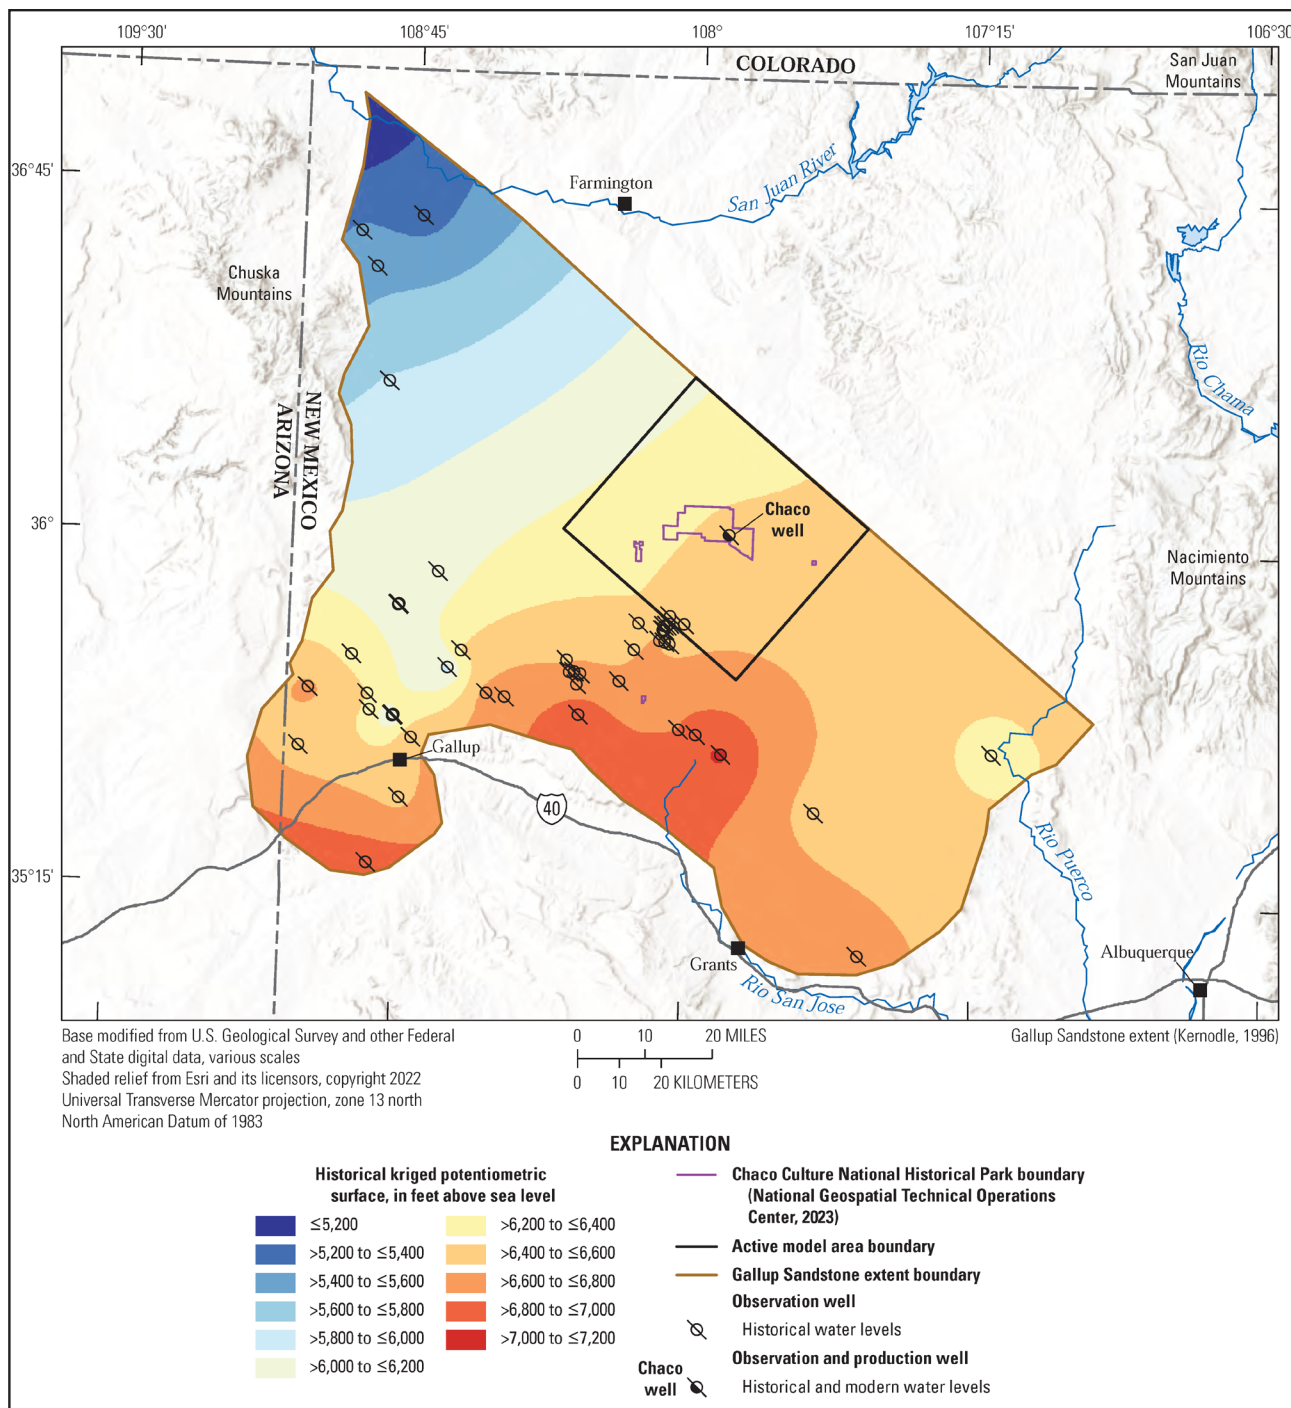 109°30'
108°45'
108°
107°15'
106°30
COLORADO
San Juan
Mountains
36°45'
Farmington
San Juan River
Chuska
Mountains
Rio Chama
NEW MEXICO
ARIZONA
36°
Chaco
well
Nacimiento
Mountains
Gallup
40
Rio Puerco
35°15'
Grants
Albuquerque
Rio San Jose
Base modified from U.S. Geological Survey and other Federal
and State digital data, various scales
Shaded relief from Esri and its licensors, copyright 2022
Universal Transverse Mercator projection, zone 13 north
North American Datum of 1983
0 10 20 MILES
0 10 20 KILOMETERS
Gallup Sandstone extent (Kernodle, 1996)
EXPLANATION
Historical kriged potentiometric
surface, in feet above sea level
≤5,200
>5,200 to ≤5,400
>5,400 to ≤5,600
>5,600 to ≤5,800
>5,800 to ≤6,000
>6,000 to ≤6,200
>6,200 to ≤6,400
>6,400 to ≤6,600
>6,600 to ≤6,800
>6,800 to ≤7,000
>7,000 to ≤7,200
Chaco Culture National Historical Park boundary
(National Geospatial Technical Operations
Center, 2023)
Active model area boundary
Gallup Sandstone extent boundary
Observation well
Historical water levels
Observation and production well
Chaco
well
Historical and modern water levels